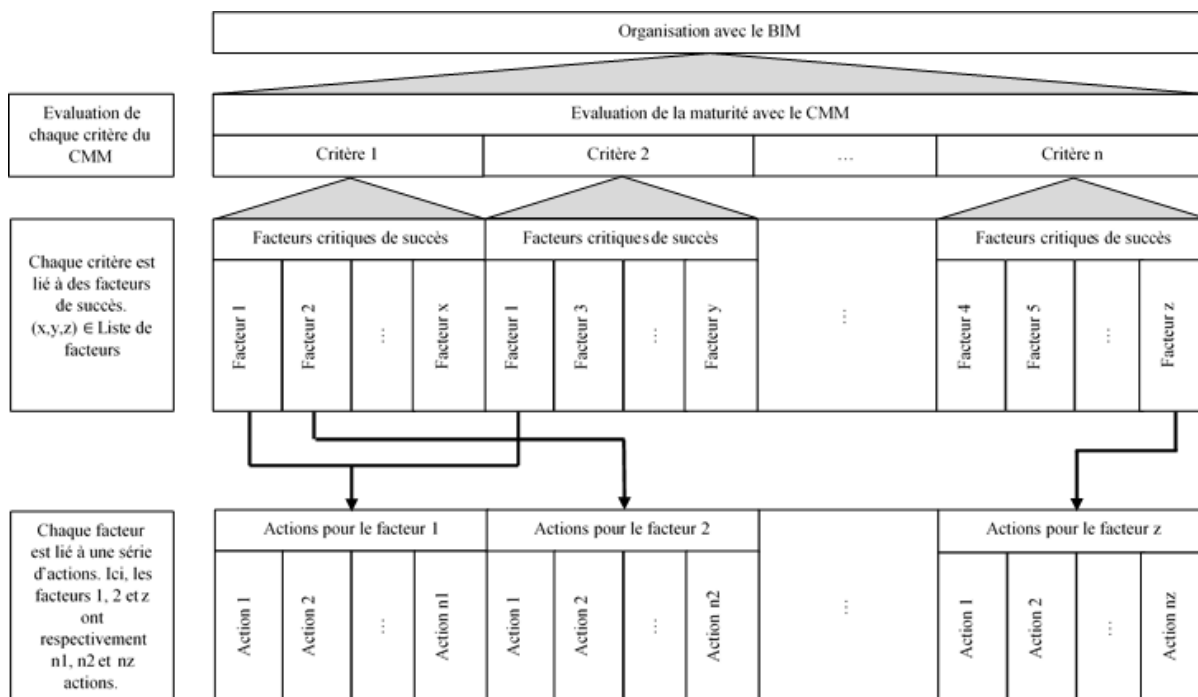 Organisation avec le BIM
Evaluation de
chaque critère du
CMM
Evaluation de la maturité avec le CMM
Critère 1
Critère 2
…
Critère n
Chaque critère est
lié à des facteurs
de succès.
(x,y,z) ∈ Liste de
facteurs
Facteurs critiques de succès
Facteur 1
Facteur 2
…
Facteur x
Facteurs critiques de succès
Facteur 1
Facteur 3
…
Facteur y
…
Facteurs critiques de succès
Facteur 4
Facteur 5
…
Facteur z
Chaque facteur
est lié à une série
d'actions. Ici, les
facteurs 1, 2 et z
ont
respectivement
n1, n2 et nz
actions.
Actions pour le facteur 1
Action 1
Action 2
…
Action n1
Actions pour le facteur 2
Action 1
Action 2
…
Action n2
…
Actions pour le facteur z
Action 1
Action 2
…
Action nz